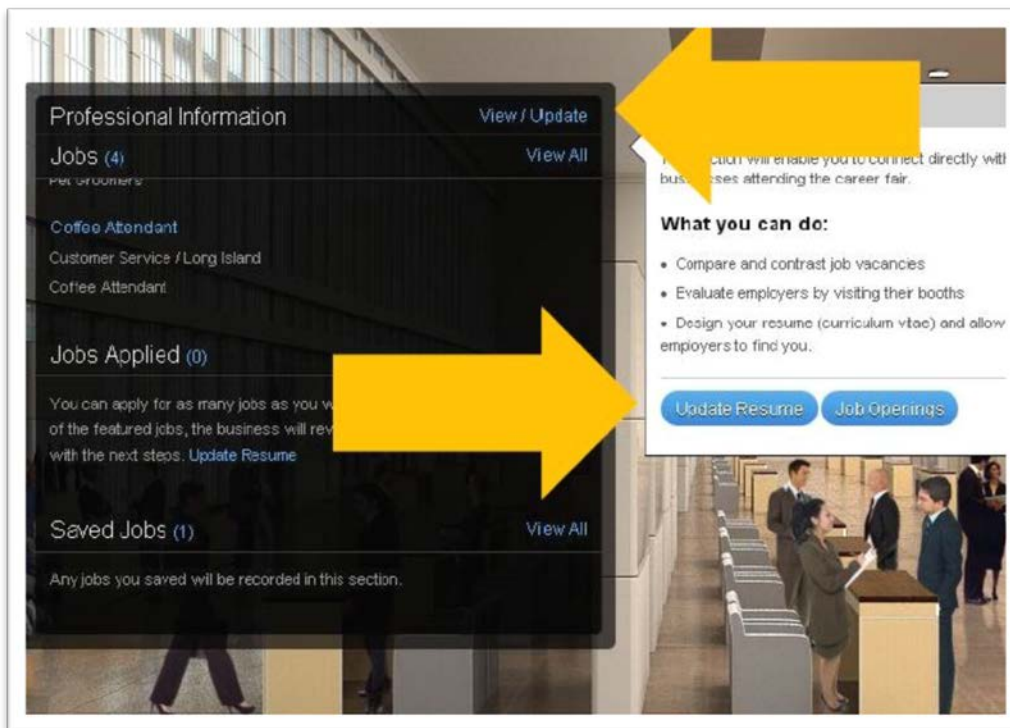 Professional Information View / Update
Jobs (4) View All
Pet Groomers
Coffee Attendant
Customer Service / Long Island
Coffee Attendant
Jobs Applied (0)
You can apply for as many jobs as you
of the featured jobs, the business will
with the next steps. Update Resume
Saved Jobs (1) View All
Any jobs you saved will be recorded in this section.
will enable you to connect directly with
attending the career fair.
What you can do:
• Compare and contrast job vacancies
• Evaluate employers by visiting their booths
• Design your resume (curriculum vitae) and allow
employers to find you.
Update Resume Job Openings